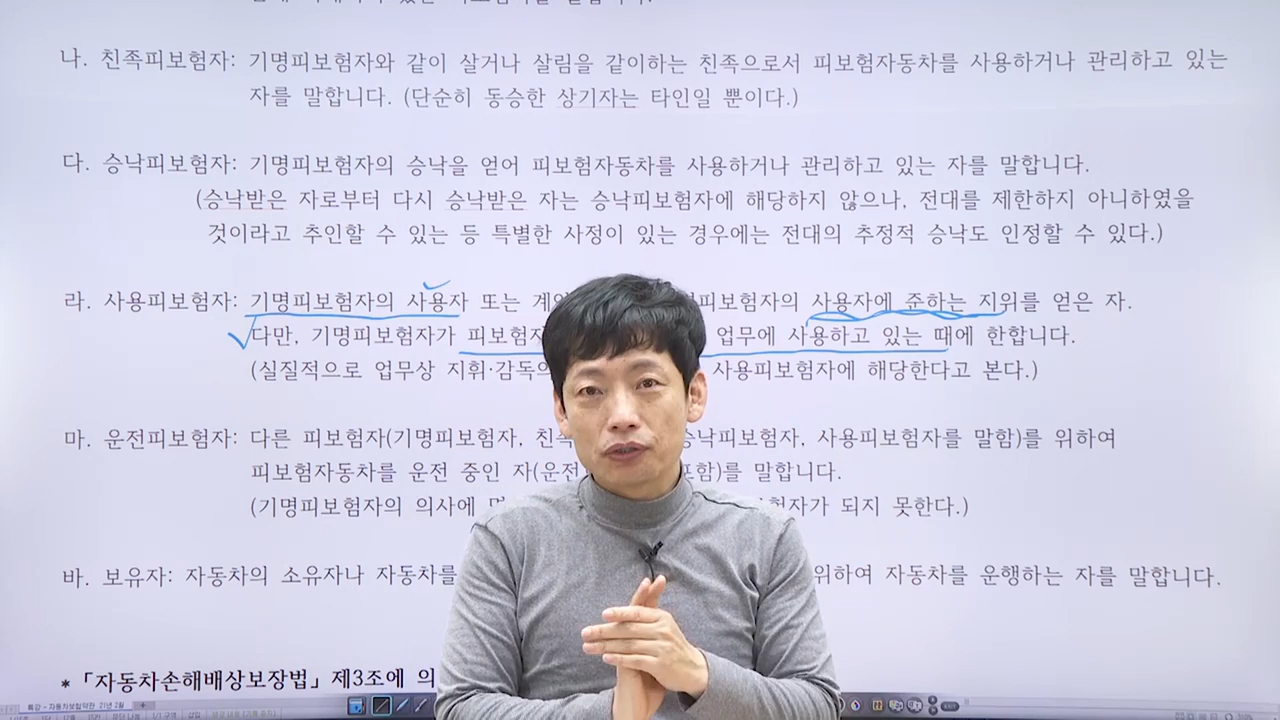 나. 친족피보험자: 기명피보험자와 같이 살거나 살림을 같이하는 친족으로서 피보험자동차를 사용하거나 관리하고 있는
자를 말합니다. (단순히 동승한 상기자는 타인일 뿐이다.)
다. 승낙피보험자: 기명피보험자의 승낙을 얻어 피보험자동차를 사용하거나 관리하고 있는 자를 말합니다.
(승낙받은 자로부터 다시 승낙받은 자는 승낙피보험자에 해당하지 않으나, 전대를 제한하지 아니하였을
것이라고 추인할 수 있는 등 특별한 사정이 있는 경우에는 전대의 추정적 승낙도 인정할 수 있다.)
라. 사용피보험자: 기명피보험자의 사용자 또는 계약 피보험자의 사용자에 준하는 지위를 얻은 자.
다만, 기명피보험자가 피보험자 업무에 사용하고 있는 때에 한합니다.
(실질적으로 업무상 지휘·감독의 사용피보험자에 해당한다고 본다.)
마. 운전피보험자: 다른 피보험자(기명피보험자, 친족 승낙피보험자, 사용피보험자를 말함)를 위하여
피보험자동차를 운전 중인 자(운전 포함)를 말합니다.
(기명피보험자의 의사에 험자가 되지 못한다.)
바. 보유자: 자동차의 소유자나 자동차를 위하여 자동차를 운행하는 자를 말합니다.
*「자동차손해배상보장법」 제3조에 의
특강 - 자동차보험약관 21년 2월